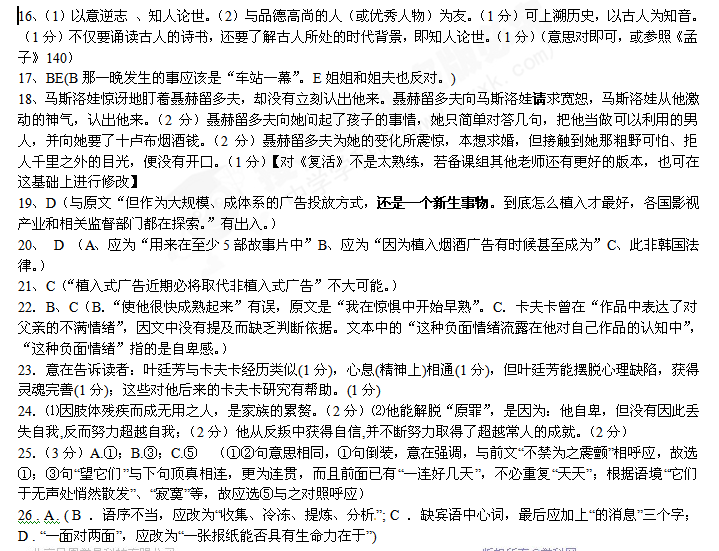 16、（1）以意逆志 、知人论世。（2）与品德高尚的人（或优秀人物）为友。（1 分）可上溯历史，以古人为知音。
（1 分）不仅要诵读古人的诗书，还要了解古人所处的时代背景，即知人论世。（1 分）（意思对即可，或参照《孟
子》140）
17、BE(B 那一晚发生的事应该是“车站一幕”。E 姐姐和姐夫也反对。)
18、马斯洛娃惊讶地盯着聂赫留多夫，却没有立刻认出他来。聂赫留多夫向马斯洛娃请求宽恕，马斯洛娃从他激
动的神气，认出他来。（2 分）聂赫留多夫向她问起了孩子的事情，她只简单对答几句，把他当做可以利用的男
人，并向她要了十卢布烟酒钱。（2 分）聂赫留多夫为她的变化所震惊，本想求婚，但接触到她那粗野可怕、拒
人千里之外的目光，便没有开口。（1 分）【对《复活》不是太熟练，若备课组其他老师还有更好的版本，也可在
这基础上进行修改】
19、D（与原文“但作为大规模、成体系的广告投放方式，还是一个新生事物。到底怎么植入才最好，各国影视
产业和相关监督部门都在探索。”有出入。）
20、 D （A、应为“用来在至少 5 部故事片中”B、应为“因为植入烟酒广告有时候甚至成为”C、此非韩国法
律。）
21、C（“植入式广告近期必将取代非植入式广告”不大可能。）
22．B、C（B．“使他很快成熟起来”有误，原文是“我在惊惧中开始早熟”。C．卡夫卡曾在“作品中表达了对
父亲的不满情绪”，因文中没有提及而缺乏判断依据。文本中的“这种负面情绪流露在他对自己作品的认知中”，
“这种负面情绪”指的是自卑感。）
23．意在告诉读者：叶廷芳与卡夫卡经历类似(1 分)，心息(精神上)相通(1 分)，但叶廷芳能摆脱心理缺陷，获得
灵魂完善(1 分)；这些对他后来的卡夫卡研究有帮助。(1 分)
24．⑴因肢体残疾而成无用之人，是家族的累赘。（2 分）⑵他能解脱“原罪”，是因为：他自卑，但没有因此丢
失自我,反而努力超越自我；（2 分）他从反叛中获得自信,并不断努力取得了超越常人的成就。（2 分）
25.（3 分）A.①；B.③；C.⑤ （①②句意思相同，①句倒装，意在强调，与前文“不禁为之震颤”相呼应，故选
①；③句“望它们”与下句顶真相连，更为连贯，而且前面已有“一连好几天”，不必重复“天天”；根据语境“它们
于无声处悄然散发”、“寂寞”等，故应选⑤与之对照呼应）
26 . A．( B ．语序不当，应改为“收集、冷冻、提炼、分析”; C ．缺宾语中心词，最后应加上“的消息”三个字；
D．“一面对两面”，应改为“一张报纸能否具有生命力在于”)